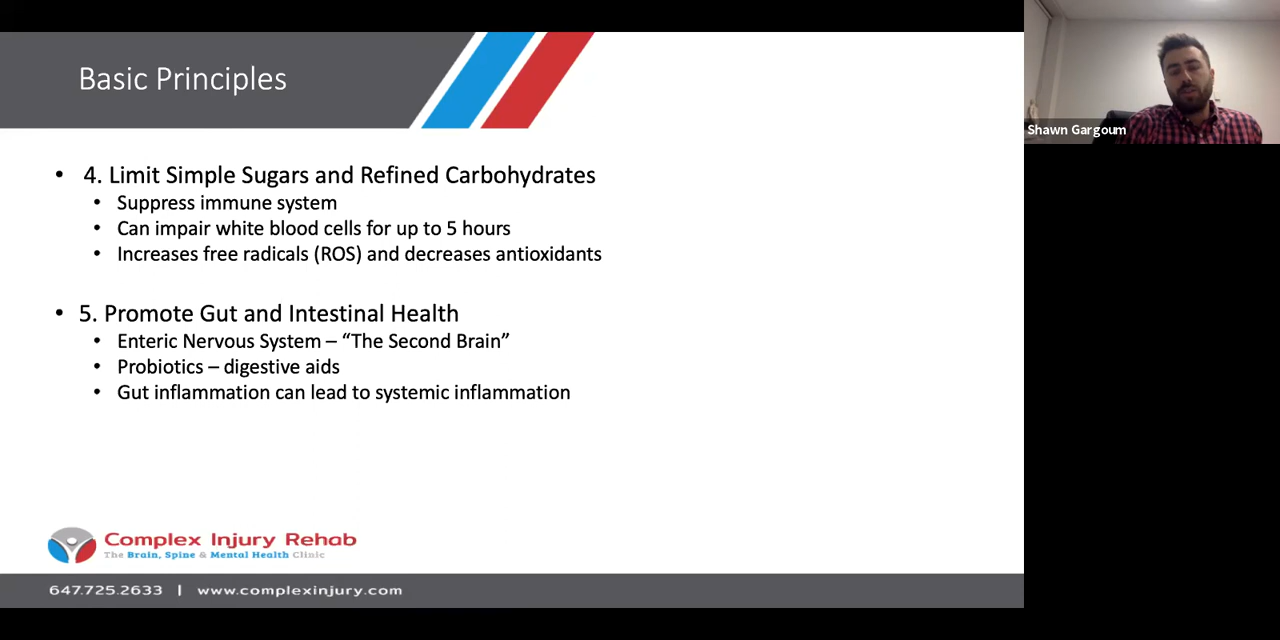 Basic Principles
Shawn Gargoum
• 4. Limit Simple Sugars and Refined Carbohydrates
• Suppress immune system
• Can impair white blood cells for up to 5 hours
• Increases free radicals (ROS) and decreases antioxidants
• 5. Promote Gut and Intestinal Health
• Enteric Nervous System – “The Second Brain”
• Probiotics – digestive aids
• Gut inflammation can lead to systemic inflammation
Complex Injury Rehab
The Brain, Spine & Mental Health Clinic
647.725.2633 | www.complexinjury.com